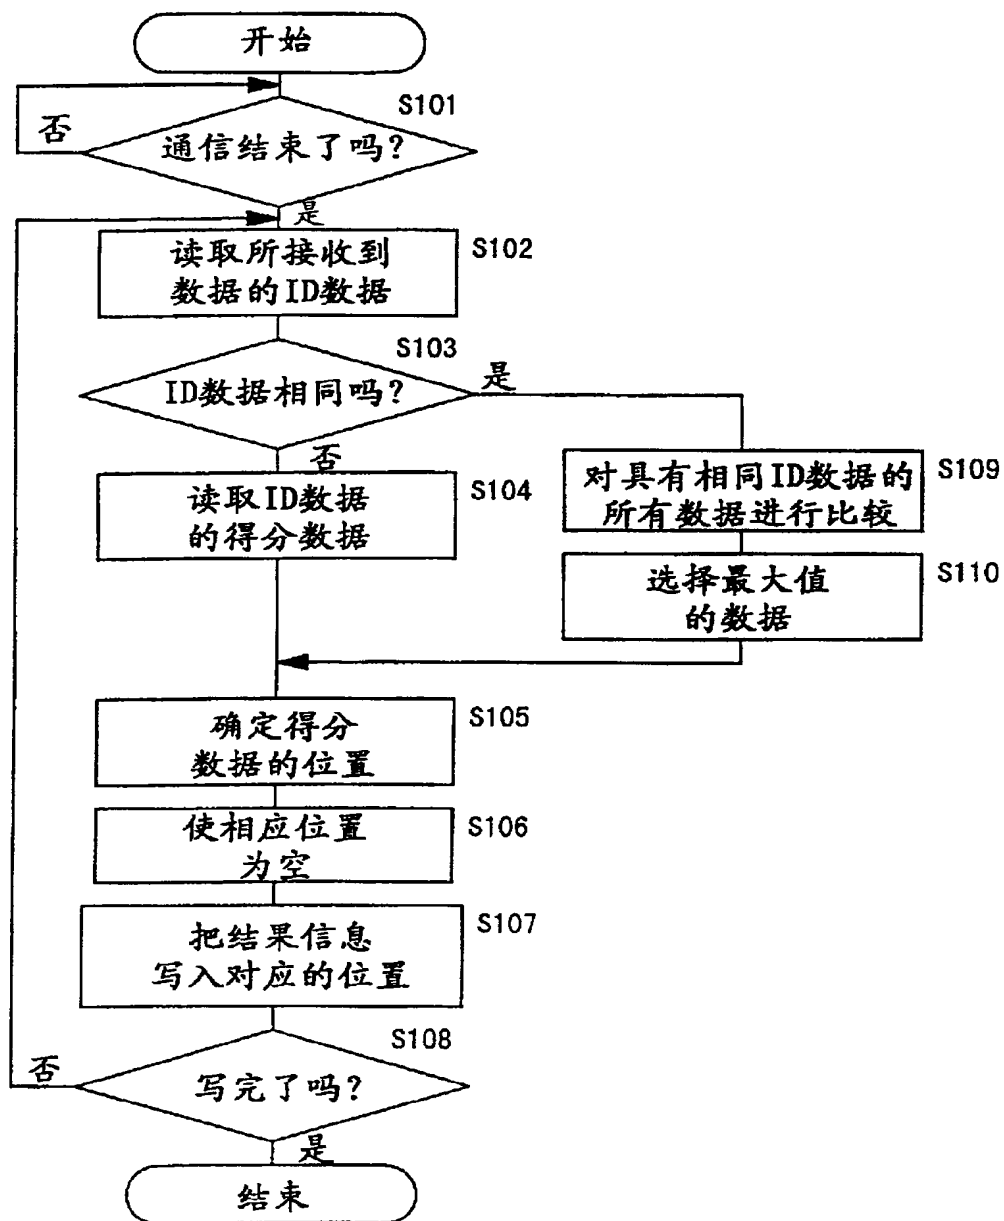 开始
S101
否
通信结束了吗?
是
S102
读取所接收到
数据的ID数据
S103
ID数据相同吗?
是
否
S104
读取ID数据
的得分数据
S109
对具有相同ID数据的
所有数据进行比较
S110
选择最大值
的数据
S105
确定得分
数据的位置
S106
使相应位置
为空
S107
把结果信息
写入对应的位置
S108
否
写完了吗?
是
结束